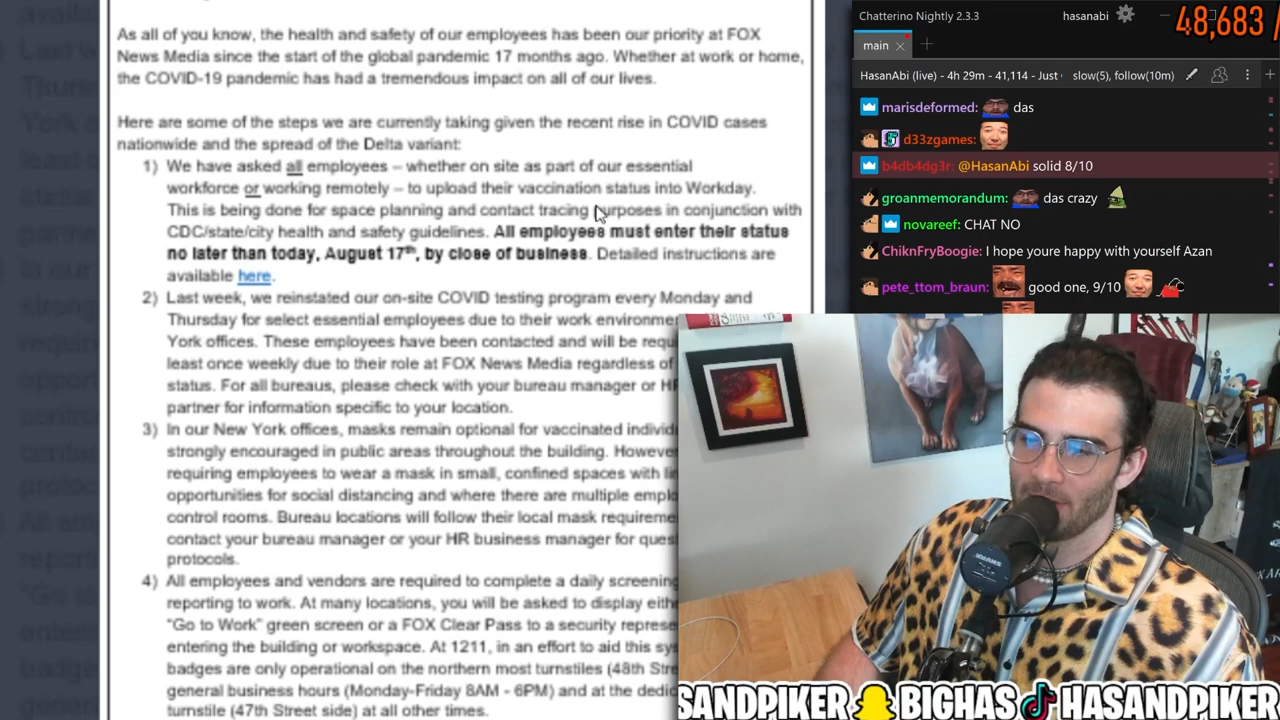 As all of you know, the health and safety of our employees has been our priority at FOX
News Media since the start of the global pandemic 17 months ago. Whether at work or home,
the COVID-19 pandemic has had a tremendous impact on all of our lives.
Here are some of the steps we are currently taking given the recent rise in COVID cases
nationwide and the spread of the Delta variant:
1) We have asked all employees – whether on site as part of our essential
workforce or working remotely – to upload their vaccination status into Workday.
This is being done for space planning and contact tracing purposes in conjunction with
CDC/state/city health and safety guidelines. All employees must enter their status
no later than today, August 17th, by close of business. Detailed instructions are
available here.
2) Last week, we reinstated our on-site COVID testing program every Monday and
Thursday for select essential employees due to their work environme
York offices. These employees have been contacted and will be requi
least once weekly due to their role at FOX News Media regardless of
status. For all bureaus, please check with your bureau manager or HR
partner for information specific to your location.
3) In our New York offices, masks remain optional for vaccinated individ
strongly encouraged in public areas throughout the building. However
requiring employees to wear a mask in small, confined spaces with li
opportunities for social distancing and where there are multiple emplo
control rooms. Bureau locations will follow their local mask requireme
contact your bureau manager or your HR business manager for ques
protocols.
4) All employees and vendors are required to complete a daily screening
reporting to work. At many locations, you will be asked to display eith
"Go to Work" green screen or a FOX Clear Pass to a security represe
entering the building or workspace. At 1211, in an effort to aid this sys
badges are only operational on the northern most turnstiles (48th Stre
general business hours (Monday-Friday 8AM - 6PM) and at the dedic
turnstile (47th Street side) at all other times.
Chatterino Nightly 2.3.3
hasanabi
48,683 /
main
HasanAbi (live) - 4h 29m - 41,114 - Just
slow(5), follow(10m)
marisdeformed: das
d33zgames:
b4db4dg3r: @HasanAbi solid 8/10
groanmemorandum: das crazy
novareef: CHAT NO
ChiknFryBoogie: I hope youre happy with yourself Azan
pete_ttom_braun: good one, 9/10
SANDPIKER BIGHAS HASANDPIKER